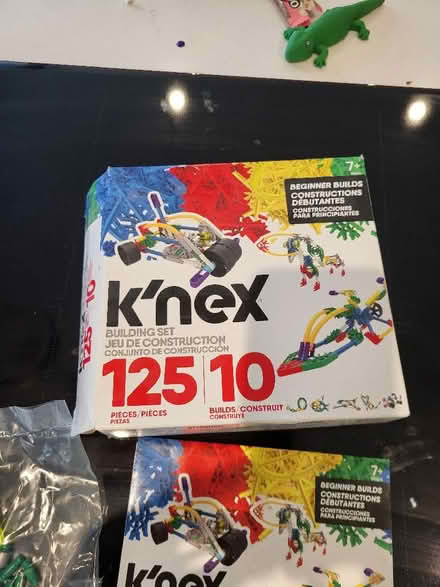 7+
BEGINNER BUILDS
CONSTRUCTIONS
DÉBUTANTES
CONSTRUCCIONES
PARA PRINCIPIANTES
k'nex
BUILDING SET
JEU DE CONSTRUCTION
CONJUNTO DE CONSTRUCCIÓN
125 10
PIECES/PIÈCES
PIEZAS
BUILDS/CONSTRUIT
CONSTRUYE
125 10
7+
BEGINNER BUILDS
CONSTRUCTIONS
DÉBUTANTES
CONSTRUCCIONES
PARA PRINCIPIANTES
k'nex